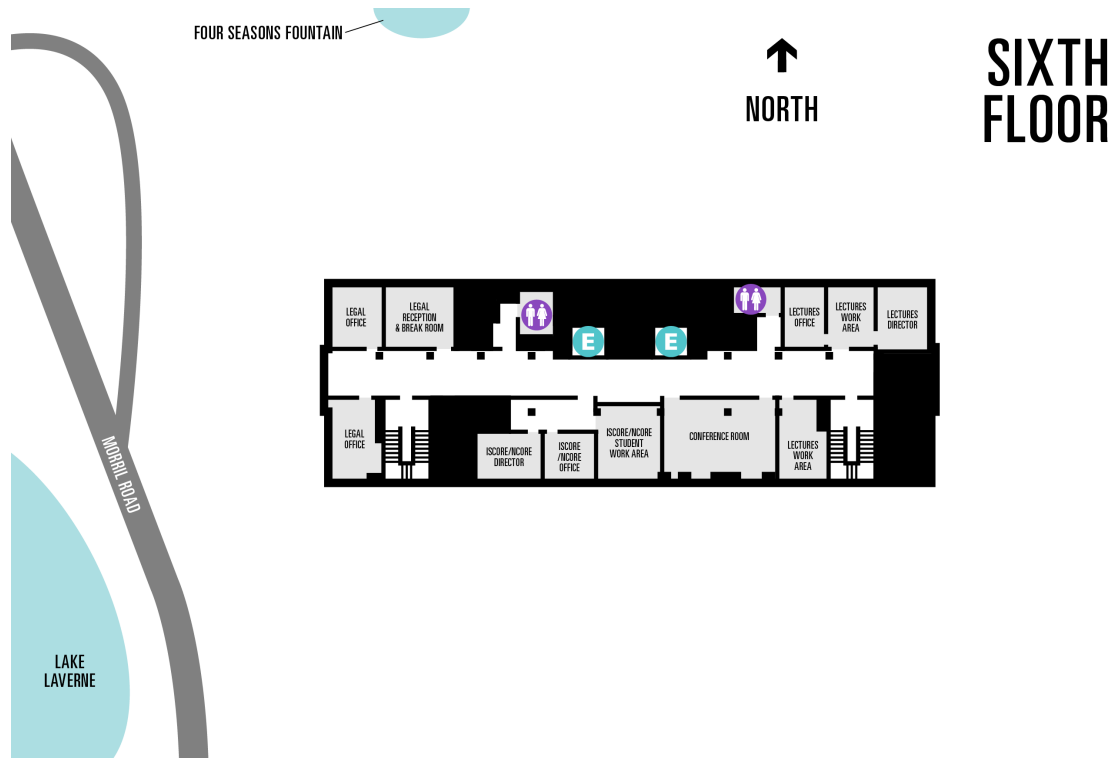 FOUR SEASONS FOUNTAIN
NORTH
SIXTH
FLOOR
LEGAL
OFFICE
LEGAL
RECEPTION
& BREAK ROOM
E
E
LECTURES
OFFICE
LECTURES
WORK
AREA
LECTURES
DIRECTOR
LEGAL
OFFICE
ISCORE/NCORE
DIRECTOR
ISCORE
/NCORE
OFFICE
ISCORE/NCORE
STUDENT
WORK AREA
CONFERENCE ROOM
LECTURES
WORK
AREA
MORRIL ROAD
LAKE
LAVERNE